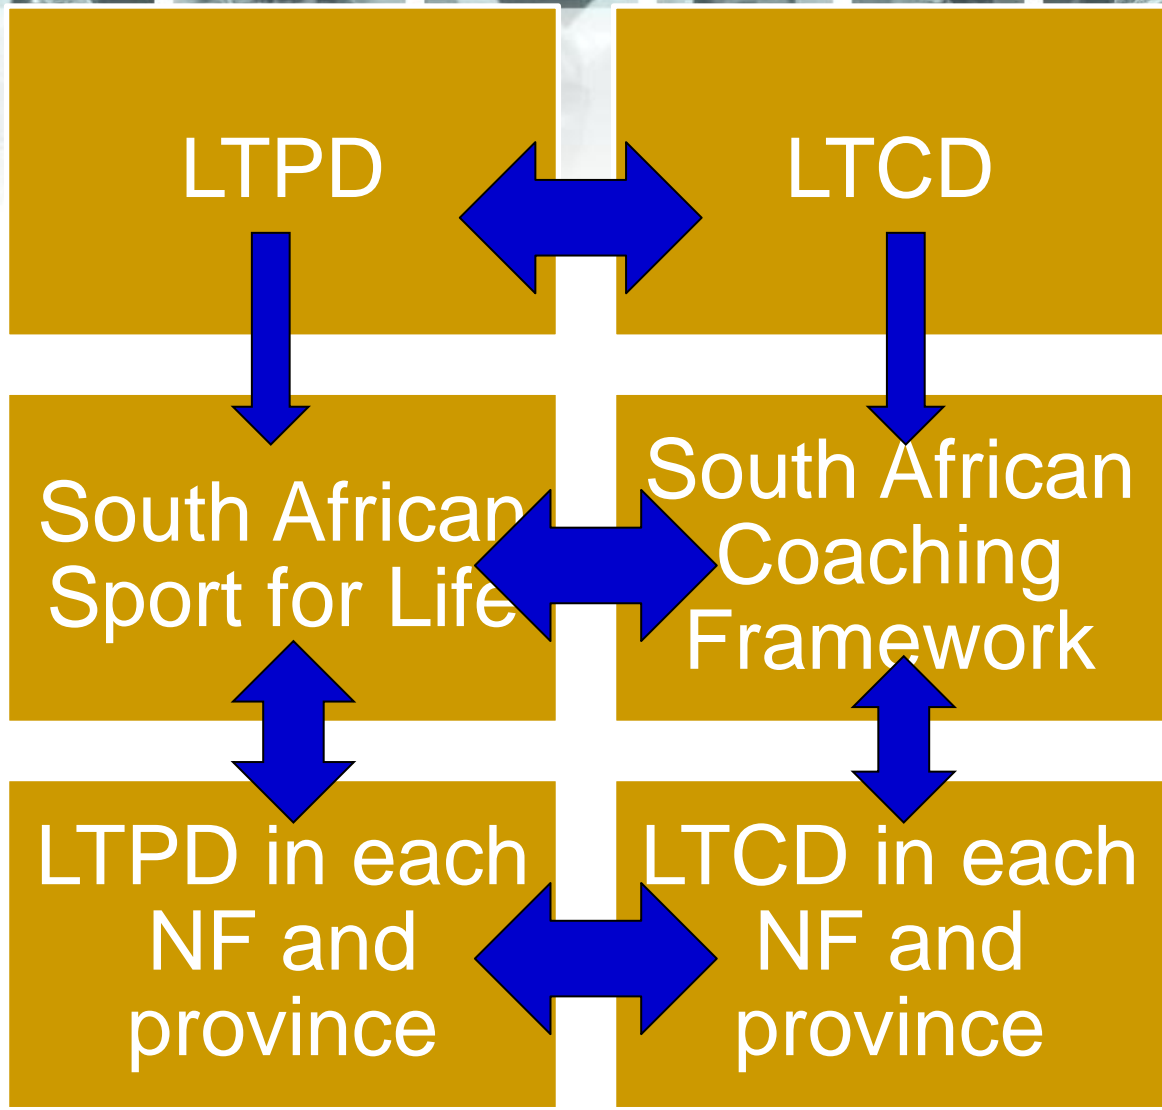 LTPD
LTCD
South African
Sport for Life
South African
Coaching
Framework
LTPD in each
NF and
province
LTCD in each
NF and
province